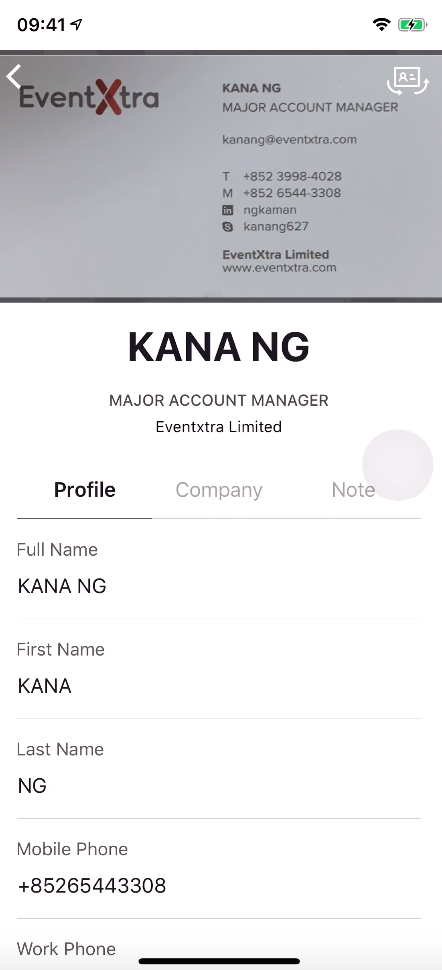 09:41
EventXtra
KANA NG
MAJOR ACCOUNT MANAGER
kanang@eventxtra.com
T +852 3998-4028
M +852 6544-3308
in ngkaman
S kanang627
EventXtra Limited
www.eventxtra.com
KANA NG
MAJOR ACCOUNT MANAGER
Eventxtra Limited
Profile Company Note
Full Name
KANA NG
First Name
KANA
Last Name
NG
Mobile Phone
+85265443308
Work Phone